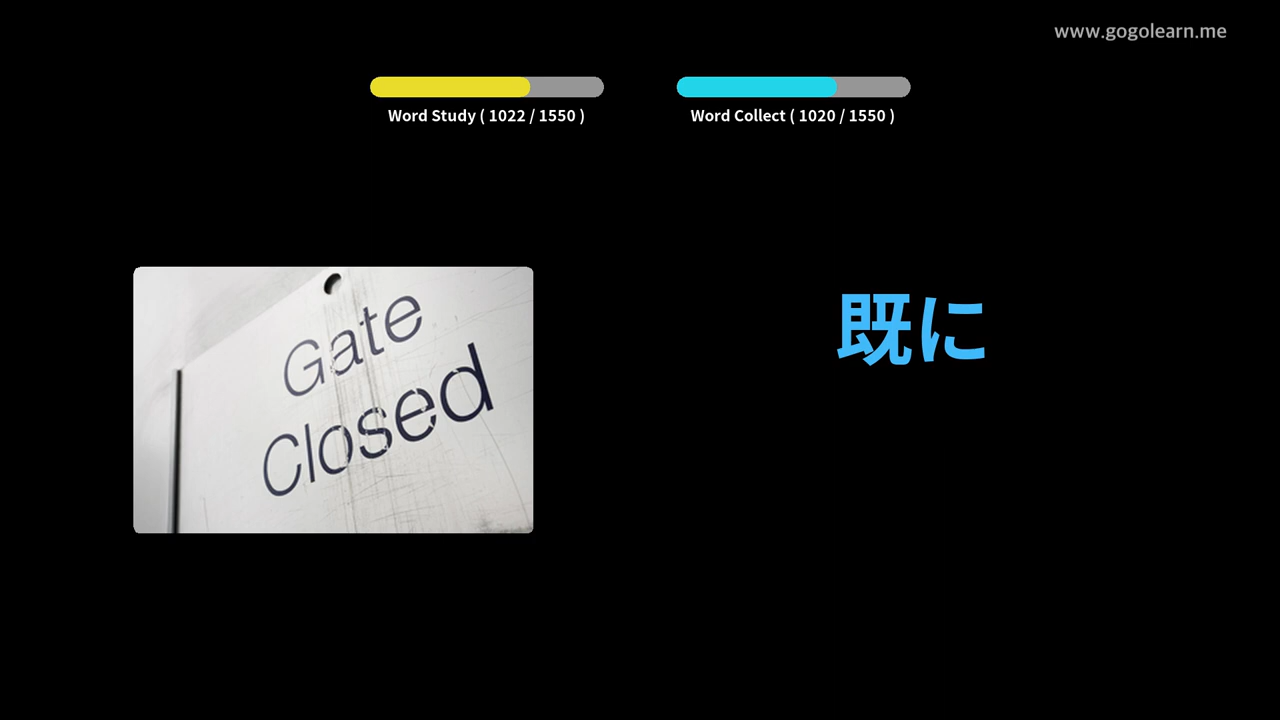 www.gogolearn.me
Word Study ( 1022 / 1550 )
Word Collect ( 1020 / 1550 )
Gate
Closed
既に